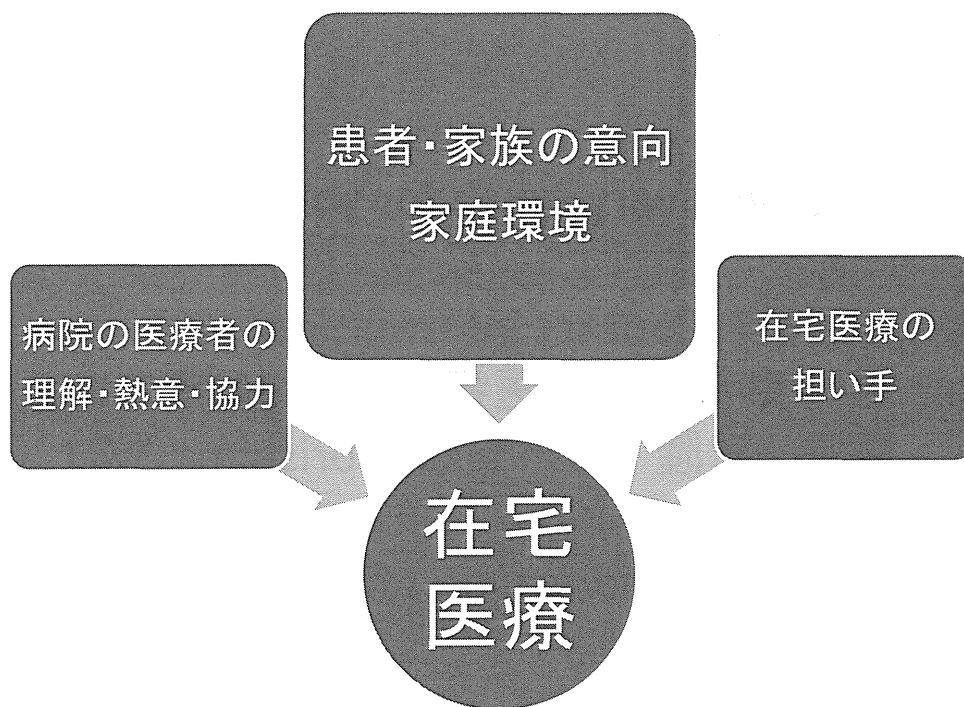 患者・家族の意向
家庭環境
病院の医療者の
理解・熱意・協力
在宅医療の
担い手
在宅
医療